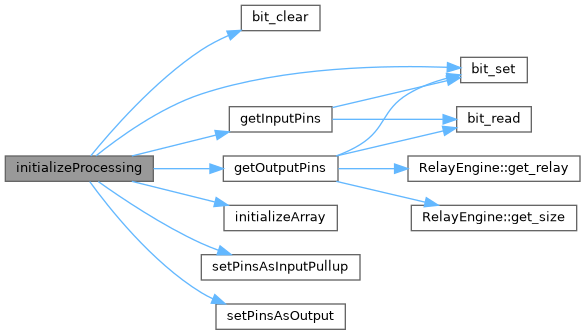 bit_clear
bit_set
getInputPins
bit_read
initializeProcessing
getOutputPins
RelayEngine::get_relay
initializeArray
RelayEngine::get_size
setPinsAsInputPullup
setPinsAsOutput